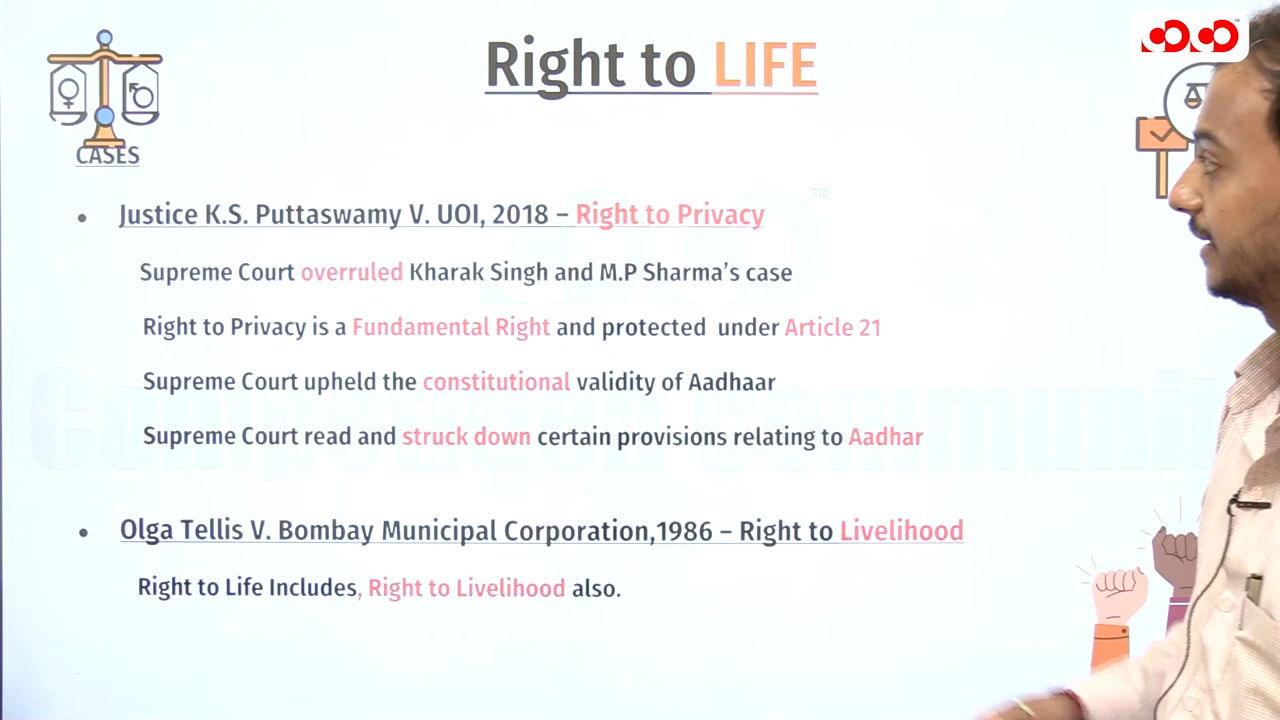 Right to LIFE
CASES
Justice K.S. Puttaswamy V. UOI, 2018 – Right to Privacy
Supreme Court overruled Kharak Singh and M.P Sharma's case
Right to Privacy is a Fundamental Right and protected under Article 21
Supreme Court upheld the constitutional validity of Aadhaar
Supreme Court read and struck down certain provisions relating to Aadhar
Olga Tellis V. Bombay Municipal Corporation,1986 – Right to Livelihood
Right to Life Includes, Right to Livelihood also.
Competition Communit
TM